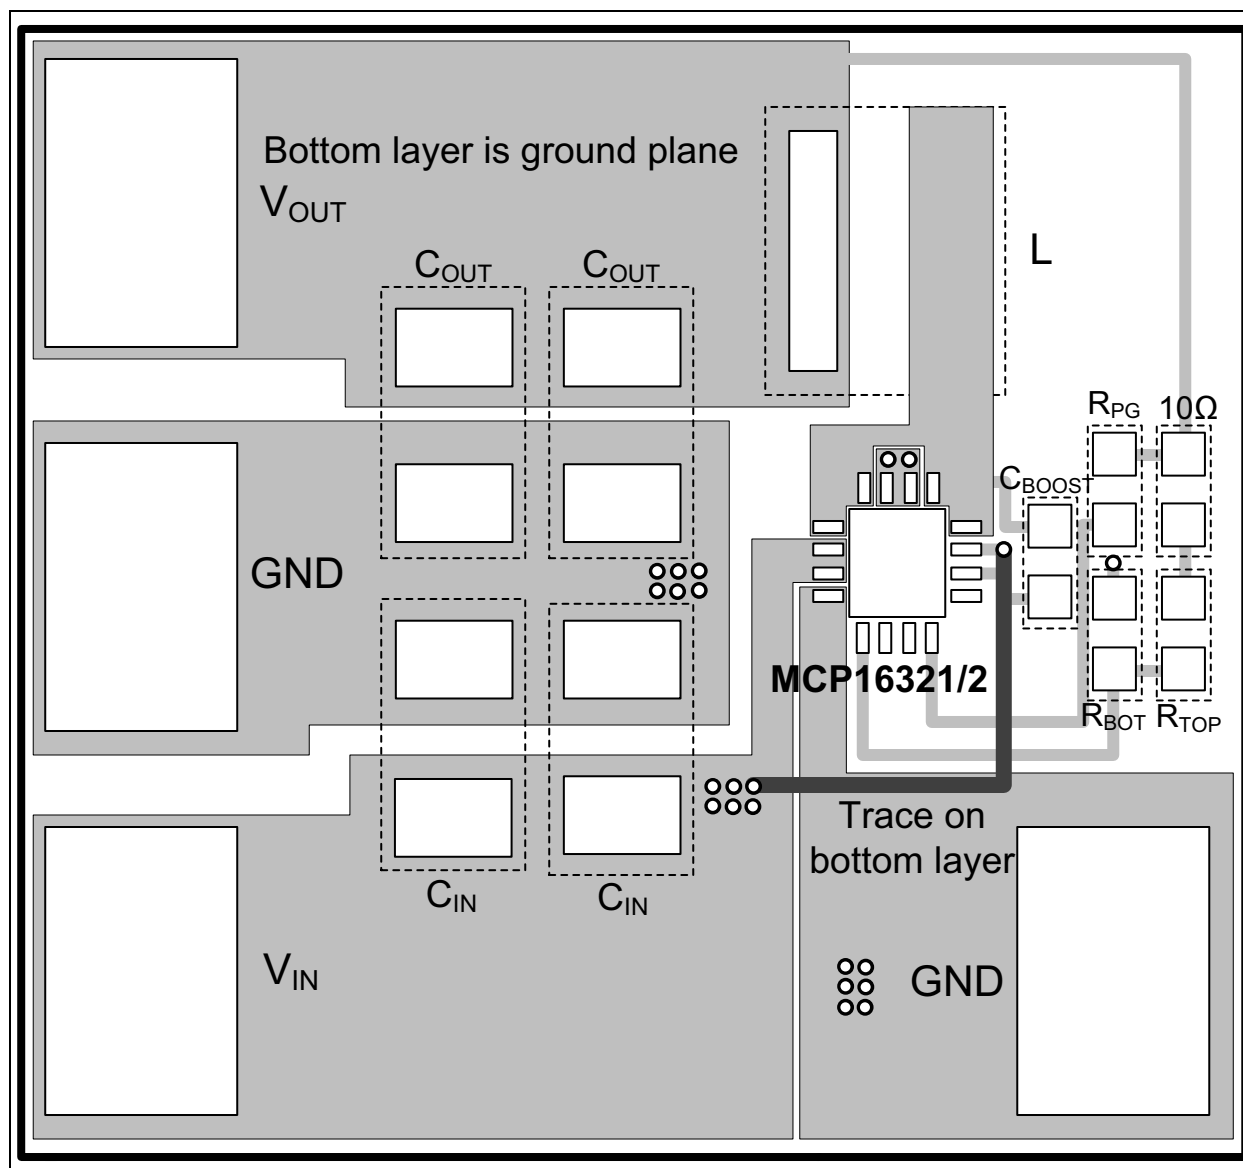 Bottom layer is ground plane
VOUT
COUT
COUT
L
RPG
10Ω
CBOOST
GND
MCP16321/2
RBOT
RTOP
Trace on
bottom layer
CIN
CIN
VIN
GND